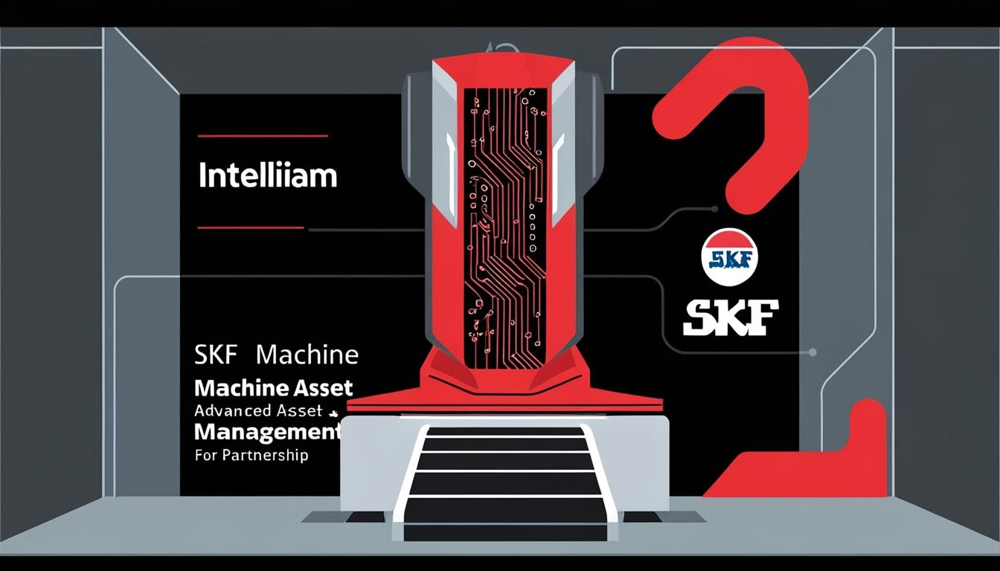 Intelliiam
SKF Machine
Machine Asset
Advanced Asset
Management
For Partnership
SKF
SKF